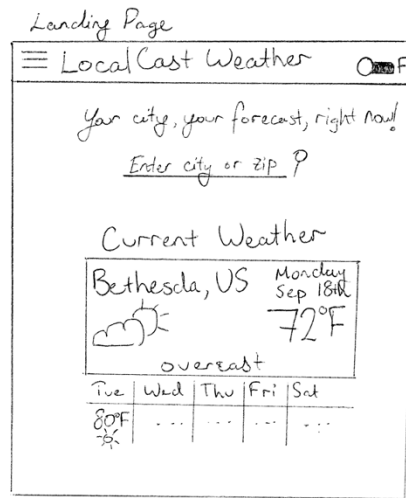 Landing Page
LocalCast Weather F
Your city, your forecast, right now!
Enter city or zip
Current Weather
Bethesda, US Monday
Sep 18th
72°F
overcast
Tue Wed Thu Fri Sat
80°F ... ... ... ...